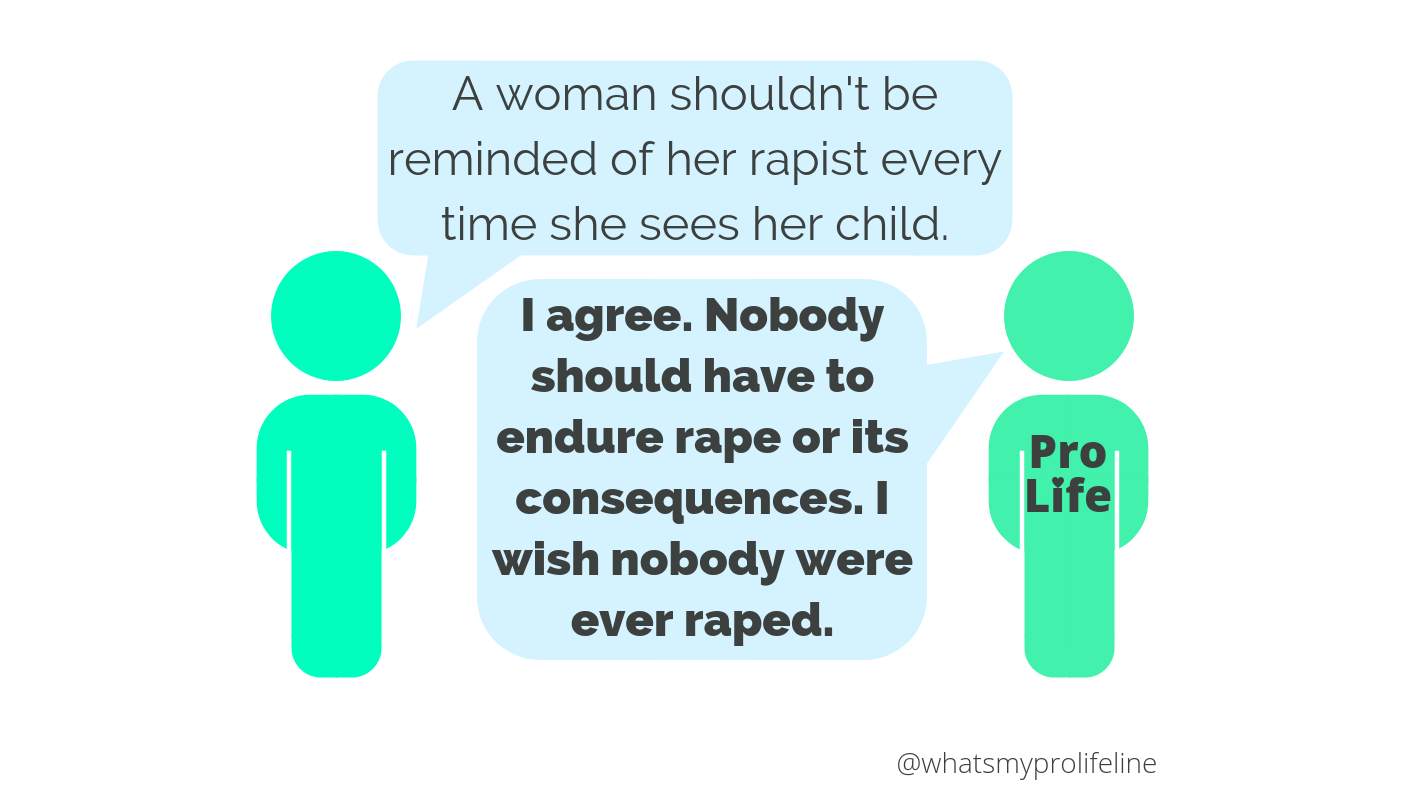 A woman shouldn't be
reminded of her rapist every
time she sees her child.
I agree. Nobody
should have to
endure rape or its
consequences. I
wish nobody were
ever raped.
Pro
Life
@whatsmyprolifeline